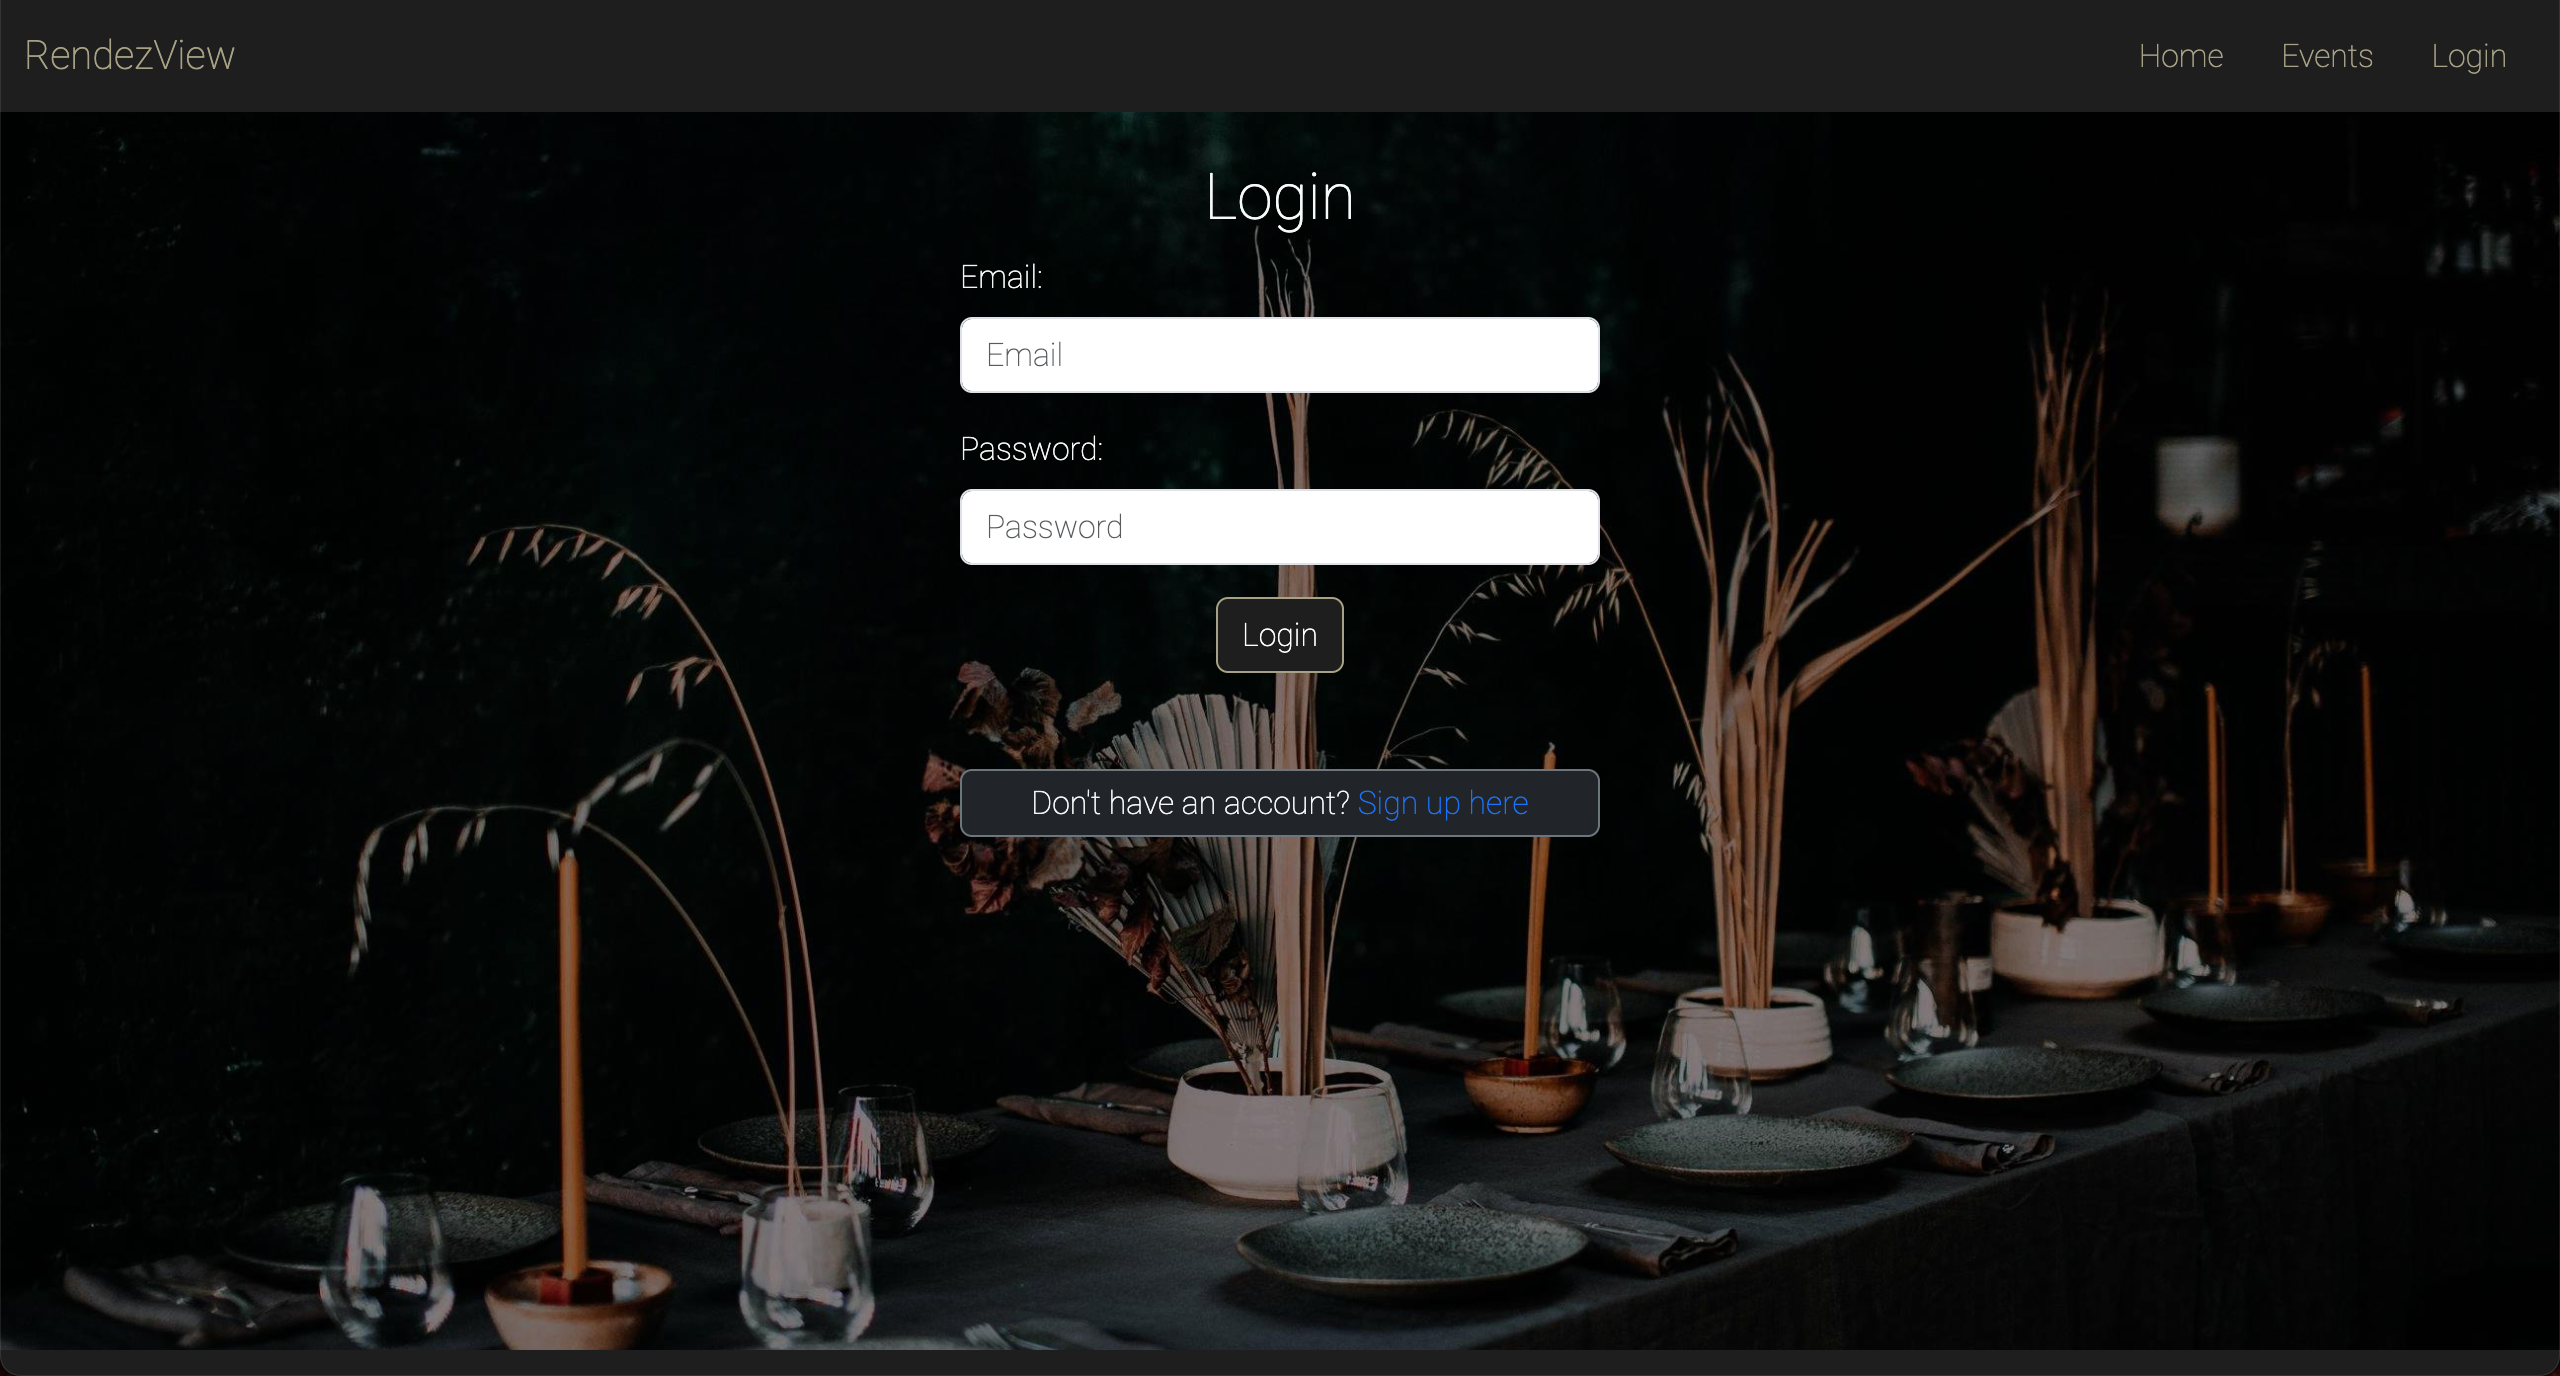 RendezView
Home Events Login
Login
Email:
Email
Password:
Password
Login
Don't have an account? Sign up here